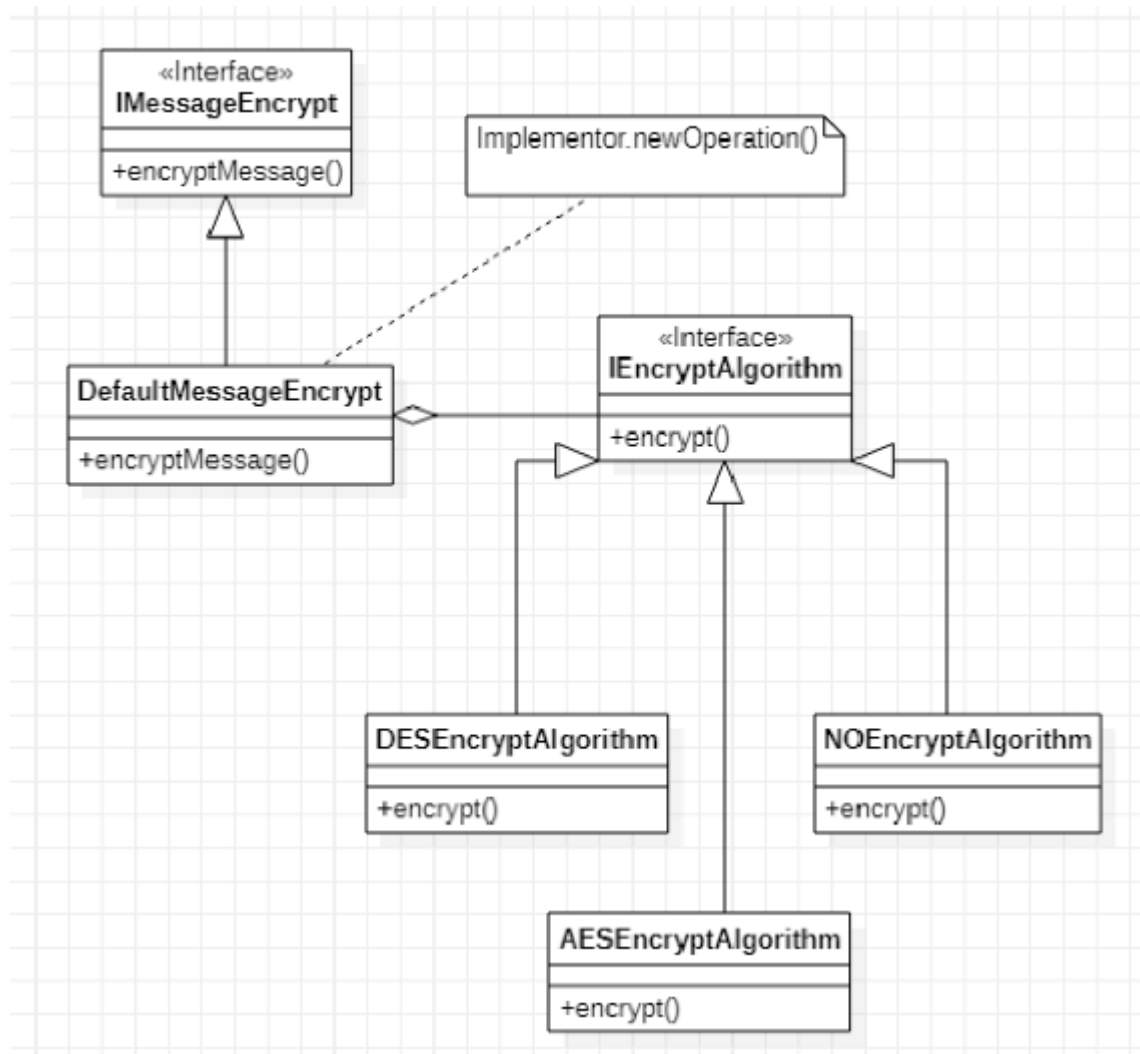 «Interface»
IMessageEncrypt
+encryptMessage()
Implementor.newOperation()
«Interface»
IEncryptAlgorithm
+encrypt()
DefaultMessageEncrypt
+encryptMessage()
DESEncryptAlgorithm
+encrypt()
NOEncryptAlgorithm
+encrypt()
AESEncryptAlgorithm
+encrypt()